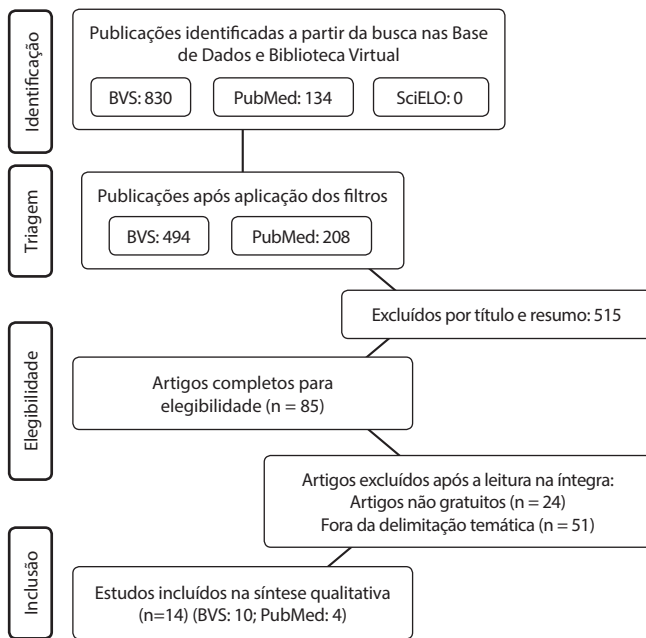 Identificação
Publicações identificadas a partir da busca nas Base
de Dados e Biblioteca Virtual
BVS: 830
PubMed: 134
SciELO: 0
Triagem
Publicações após aplicação dos filtros
BVS: 494
PubMed: 208
Excluídos por título e resumo: 515
Elegibilidade
Artigos completos para
elegibilidade (n = 85)
Artigos excluídos após a leitura na íntegra:
Artigos não gratuitos (n = 24)
Fora da delimitação temática (n = 51)
Inclusão
Estudos incluídos na síntese qualitativa
(n=14) (BVS: 10; PubMed: 4)